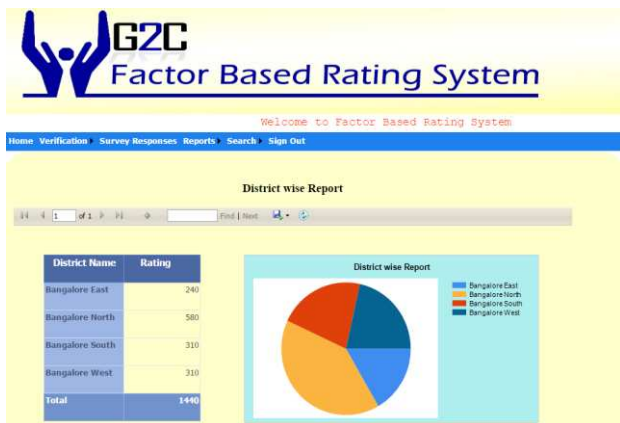 G2C
Factor Based Rating System
Welcome to Factor Based Rating System
Home Verification Survey Responses Reports Search Sign Out
District wise Report
1 of 1 Find | Next
District Name Rating
Bangalore East 240
Bangalore North 580
Bangalore South 310
Bangalore West 310
Total 1440
District wise Report
Bangalore East
Bangalore North
Bangalore South
Bangalore West